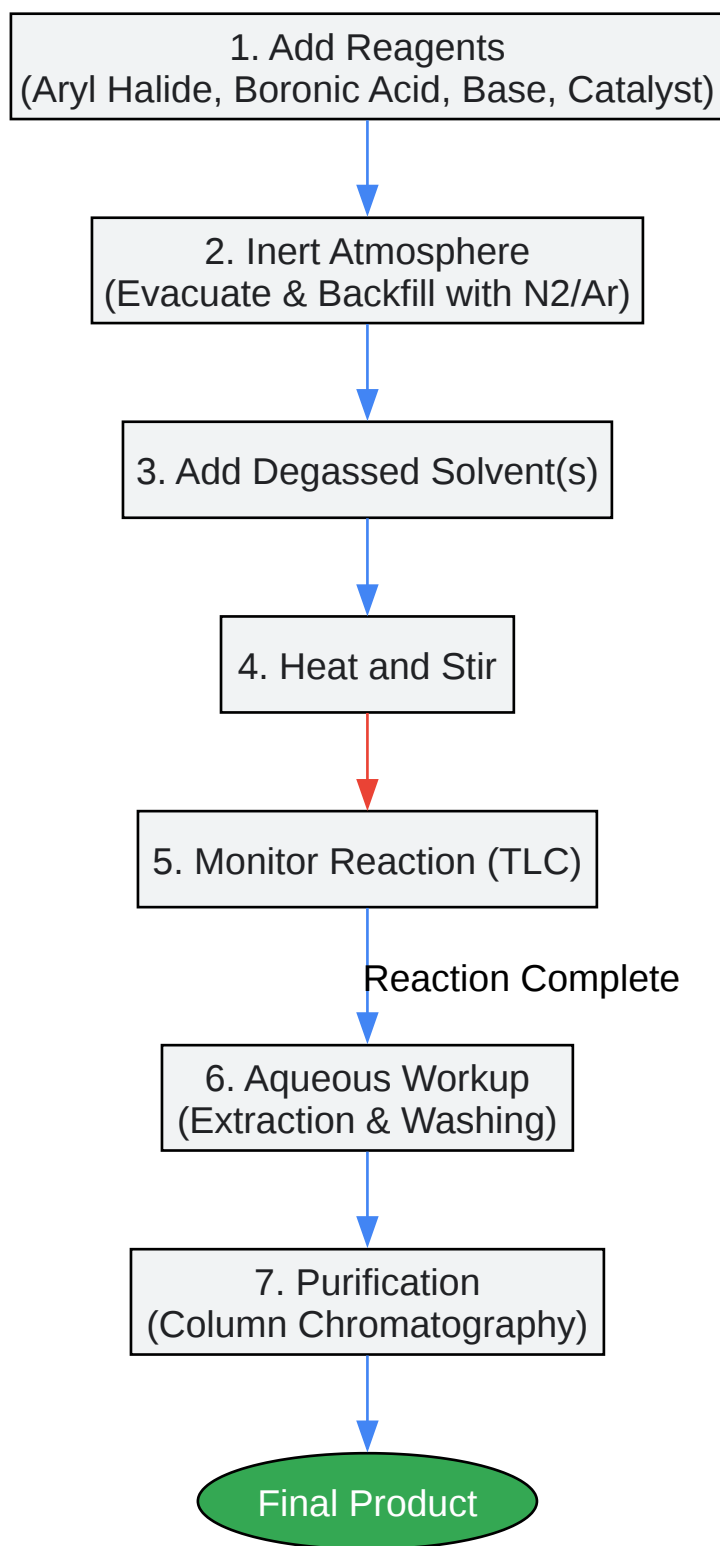 1. Add Reagents
(Aryl Halide, Boronic Acid, Base, Catalyst)
2. Inert Atmosphere
(Evacuate & Backfill with N2/Ar)
3. Add Degassed Solvent(s)
4. Heat and Stir
5. Monitor Reaction (TLC)
Reaction Complete
6. Aqueous Workup
(Extraction & Washing)
7. Purification
(Column Chromatography)
Final Product